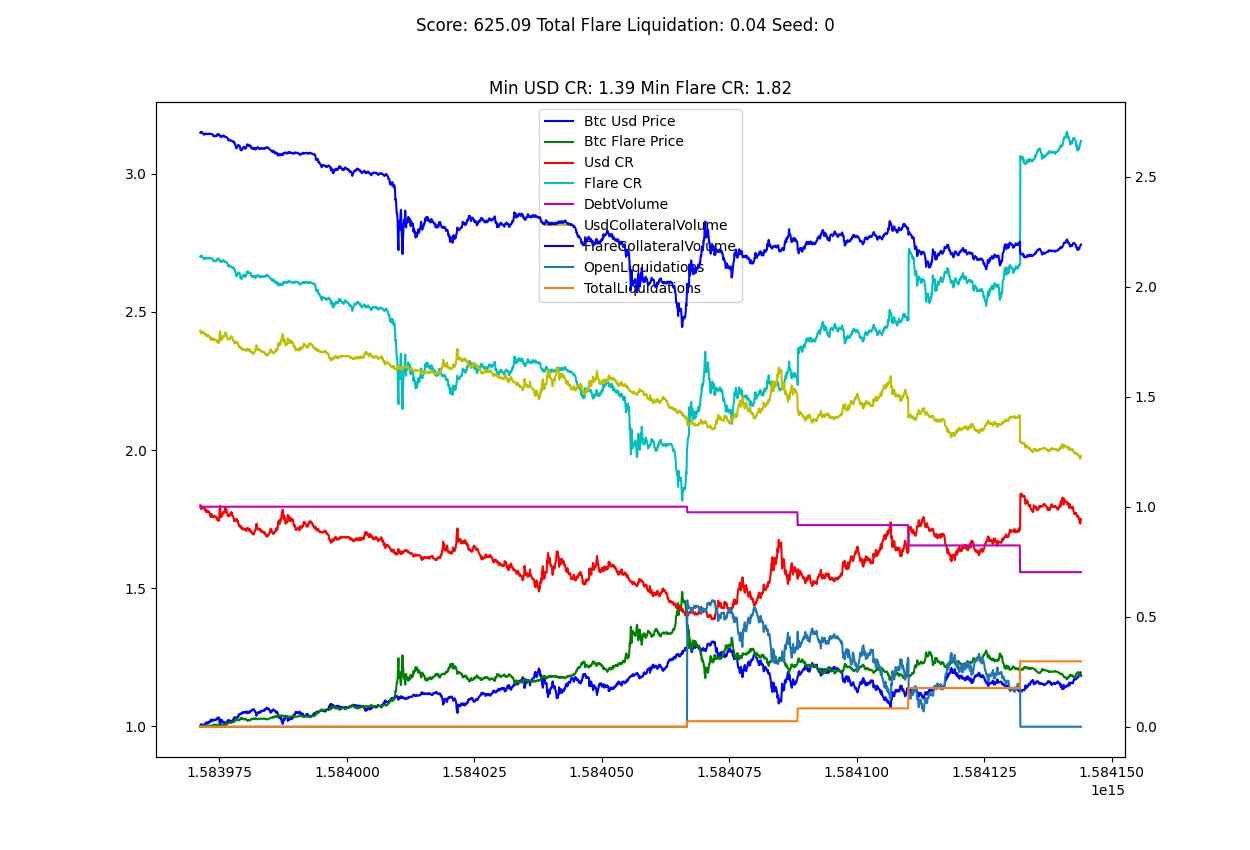 Score: 625.09 Total Flare Liquidation: 0.04 Seed: 0
Min USD CR: 1.39 Min Flare CR: 1.82
Btc Usd Price
Btc Flare Price
Usd CR
Flare CR
DebtVolume
UsdCollateralVolume
FlareCollateralVolume
OpenLiquidations
TotalLiquidations
3.0
2.5
2.0
1.5
1.0
2.5
2.0
1.5
1.0
0.5
0.0
1.583975 1.584000 1.584025 1.584050 1.584075 1.584100 1.584125 1.584150
1e15